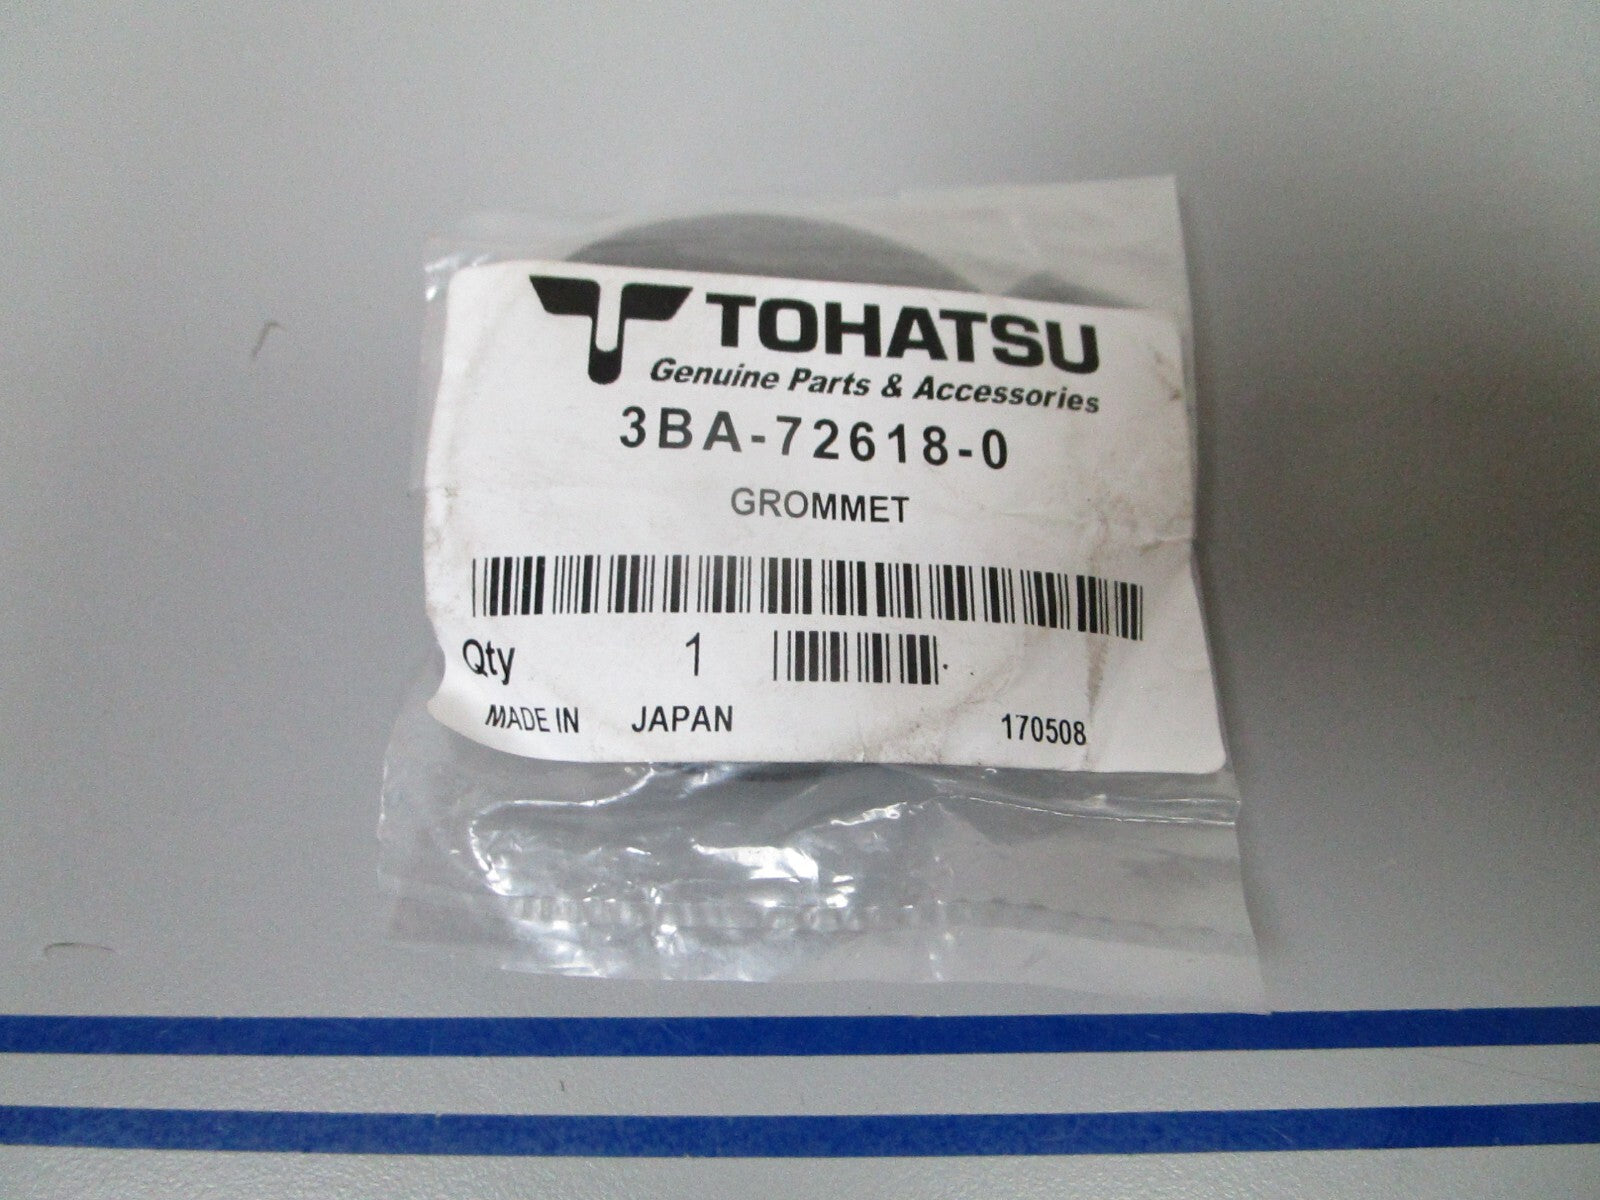 TOHATSU
Genuine Parts & Accessories
3BA-72618-0
GROMMET
Qty 1
MADE IN JAPAN 170508